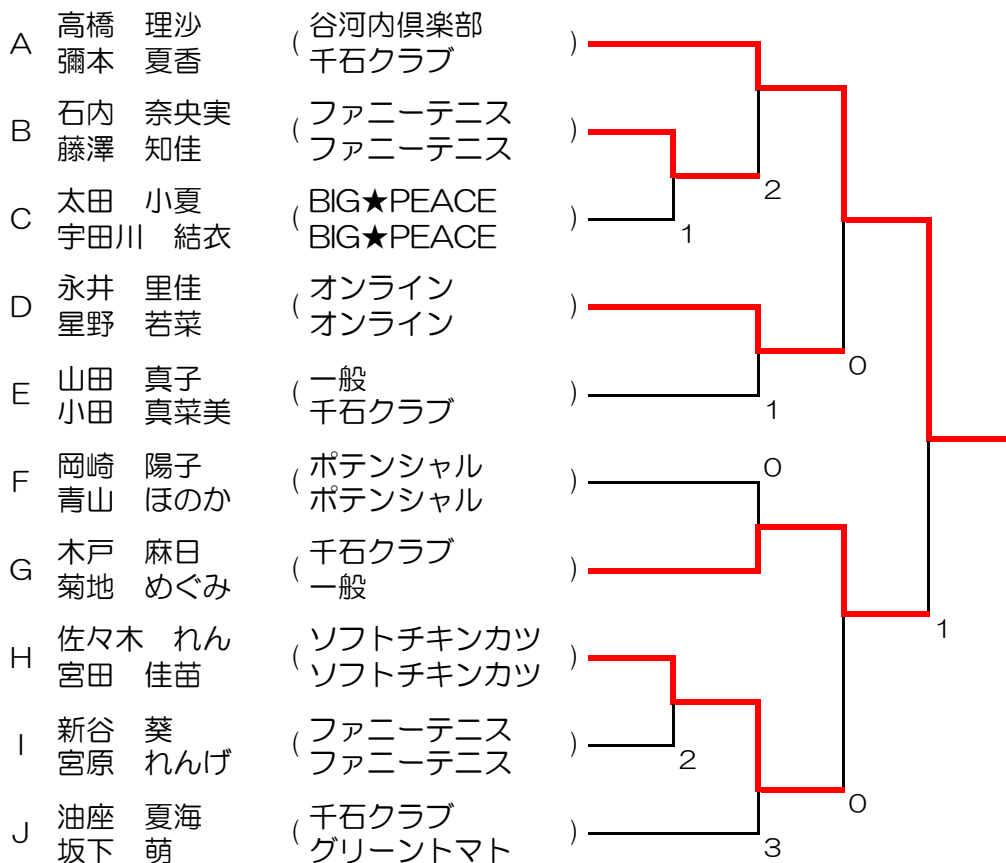 A 高橋　理沙 ( 谷河内倶楽部 )
彌本　夏香 千石クラブ
2
B 石内　奈央実 ( ファニーテニス )
藤澤　知佳 ファニーテニス
1
C 太田　小夏 ( BIG★PEACE )
宇田川　結衣 BIG★PEACE
D 永井　里佳 ( オンライン )
星野　若菜 オンライン
0
E 山田　真子 ( 一般 )
小田　真菜美 千石クラブ
1
0
F 岡崎　陽子 ( ポテンシャル )
青山　ほのか ポテンシャル
G 木戸　麻日 ( 千石クラブ )
菊地　めぐみ 一般
1
H 佐々木　れん ( ソフトチキンカツ )
宮田　佳苗 ソフトチキンカツ
I 新谷　葵 ( ファニーテニス )
宮原　れんげ ファニーテニス
2
0
J 油座　夏海 ( 千石クラブ )
坂下　萌 グリーントマト
3